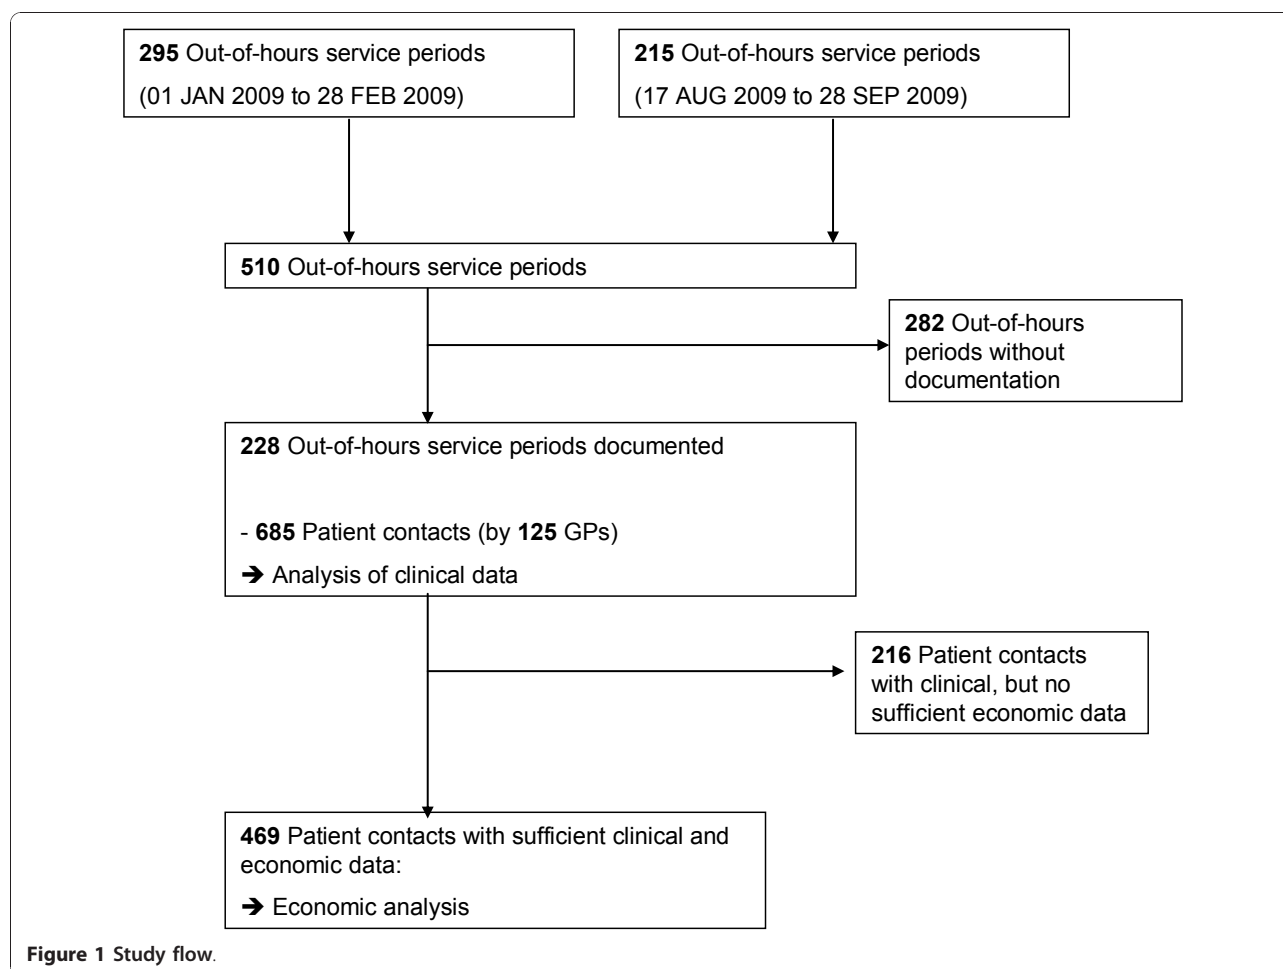 295 Out-of-hours service periods
(01 JAN 2009 to 28 FEB 2009)
215 Out-of-hours service periods
(17 AUG 2009 to 28 SEP 2009)
510 Out-of-hours service periods
282 Out-of-hours
periods without
documentation
228 Out-of-hours service periods documented
- 685 Patient contacts (by 125 GPs)
➔ Analysis of clinical data
216 Patient contacts
with clinical, but no
sufficient economic data
469 Patient contacts with sufficient clinical and
economic data:
➔ Economic analysis
Figure 1 Study flow.